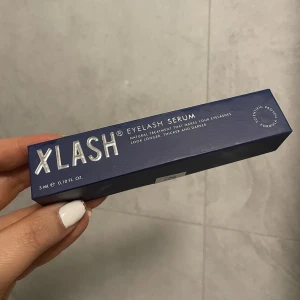 XLASH®
EYELASH SERUM
NATURAL TREATMENT THAT MAKES YOUR EYELASHES
LOOK LONGER, THICKER AND DARKER.
3 ml ℮ 0,10 FL. OZ.